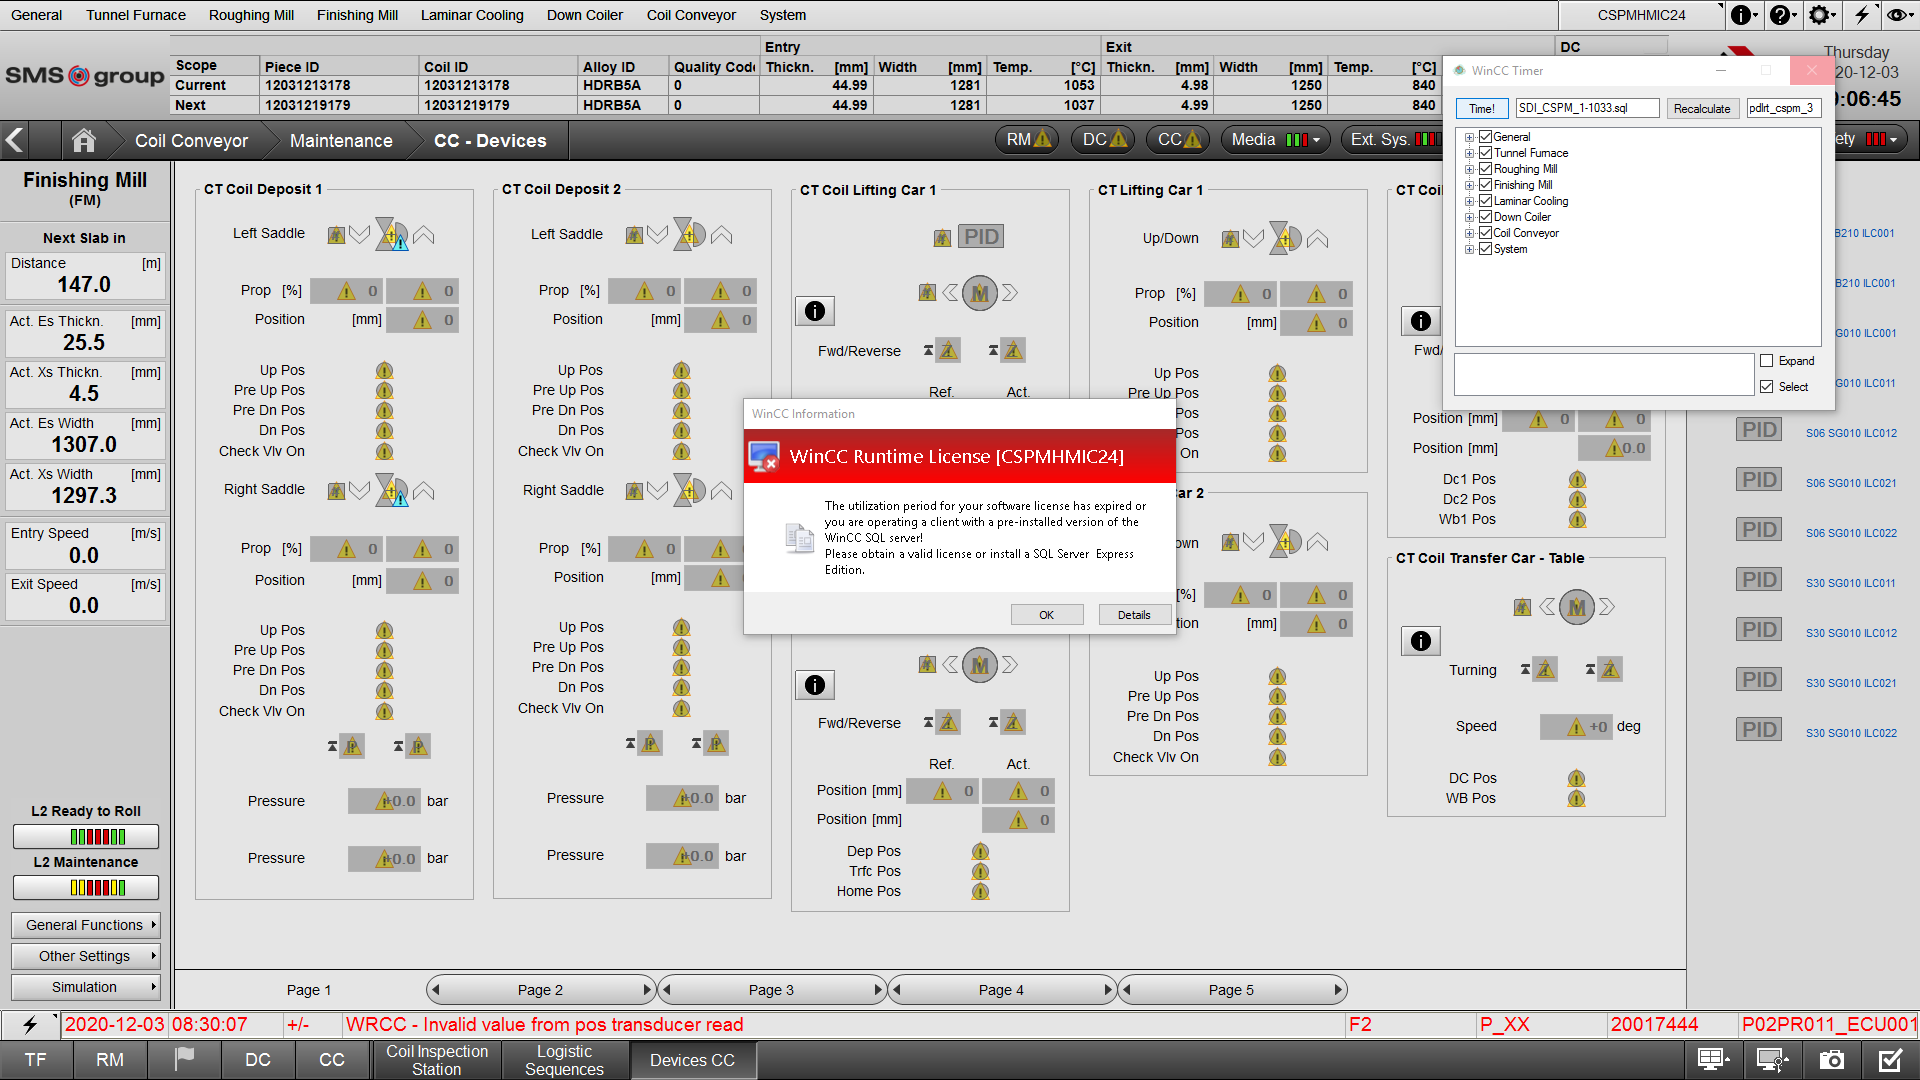 General Tunnel Furnace Roughing Mill Finishing Mill Laminar Cooling Down Coiler Coil Conveyor System CSPMHMIC24
SMS group
Entry Exit DC
Scope Piece ID Coil ID Alloy ID Quality Code Thickn. [mm] Width [mm] Temp. [°C] Thickn. [mm] Width [mm] Temp. [°C]
Current 12031213178 12031213178 HDRB5A 0 44.99 1281 1053 4.98 1250 840
Next 12031219179 12031219179 HDRB5A 0 44.99 1281 1037 4.99 1250 840
Thursday
20-12-03
0:06:45
Coil Conveyor Maintenance CC - Devices RM DC CC Media Ext. Sys. ety
WinCC Timer
Time! SDI_CSPM_1-1033.sql Recalculate pdlrt_cspm_3
General
Tunnel Furnace
Roughing Mill
Finishing Mill
Laminar Cooling
Down Coiler
Coil Conveyor
System
Expand
Select
Finishing Mill
(FM)
Next Slab in
Distance [m]
147.0
Act. Es Thickn. [mm]
25.5
Act. Xs Thickn. [mm]
4.5
Act. Es Width [mm]
1307.0
Act. Xs Width [mm]
1297.3
Entry Speed [m/s]
0.0
Exit Speed [m/s]
0.0
L2 Ready to Roll
L2 Maintenance
General Functions
Other Settings
Simulation
CT Coil Deposit 1
Left Saddle
Prop [%] 0 0
Position [mm] 0
Up Pos
Pre Up Pos
Pre Dn Pos
Dn Pos
Check Vlv On
Right Saddle
Prop [%] 0 0
Position [mm] 0
Up Pos
Pre Up Pos
Pre Dn Pos
Dn Pos
Check Vlv On
Pressure +0.0 bar
Pressure +0.0 bar
CT Coil Deposit 2
Left Saddle
Prop [%] 0 0
Position [mm] 0
Up Pos
Pre Up Pos
Pre Dn Pos
Dn Pos
Check Vlv On
Right Saddle
Prop [%] 0
Position [mm]
Up Pos
Pre Up Pos
Pre Dn Pos
Dn Pos
Check Vlv On
Pressure +0.0 bar
Pressure +0.0 bar
CT Coil Lifting Car 1
PID
M
Fwd/Reverse
Ref. Act.
WinCC Information
WinCC Runtime License [CSPMHMIC24]
The utilization period for your software license has expired or
you are operating a client with a pre-installed version of the
WinCC SQL server!
Please obtain a valid license or install a SQL Server Express
Edition.
OK Details
M
Fwd/Reverse
Ref. Act.
Position [mm] 0 0
Position [mm] 0
Dep Pos
Trfc Pos
Home Pos
CT Lifting Car 1
Up/Down
Prop [%] 0 0
Position [mm] 0
Up Pos
Pre Up Pos
Pos
Pos
On
Car 2
own
[%] 0 0
tion [mm] 0
Up Pos
Pre Up Pos
Pre Dn Pos
Dn Pos
Check Vlv On
CT Coil
Fwd/
Position [mm] 0 0
Position [mm] 0.0
Dc1 Pos
Dc2 Pos
Wb1 Pos
CT Coil Transfer Car - Table
M
Turning
Speed +0 deg
DC Pos
WB Pos
B210 ILC001
B210 ILC001
G010 ILC001
SG010 ILC011
PID S06 SG010 ILC012
PID S06 SG010 ILC021
PID S06 SG010 ILC022
PID S30 SG010 ILC011
PID S30 SG010 ILC012
PID S30 SG010 ILC021
PID S30 SG010 ILC022
Page 1 Page 2 Page 3 Page 4 Page 5
2020-12-03 08:30:07 +/- WRCC - Invalid value from pos transducer read F2 P_XX 20017444 P02PR011_ECU001
TF RM DC CC Coil Inspection Station Logistic Sequences Devices CC